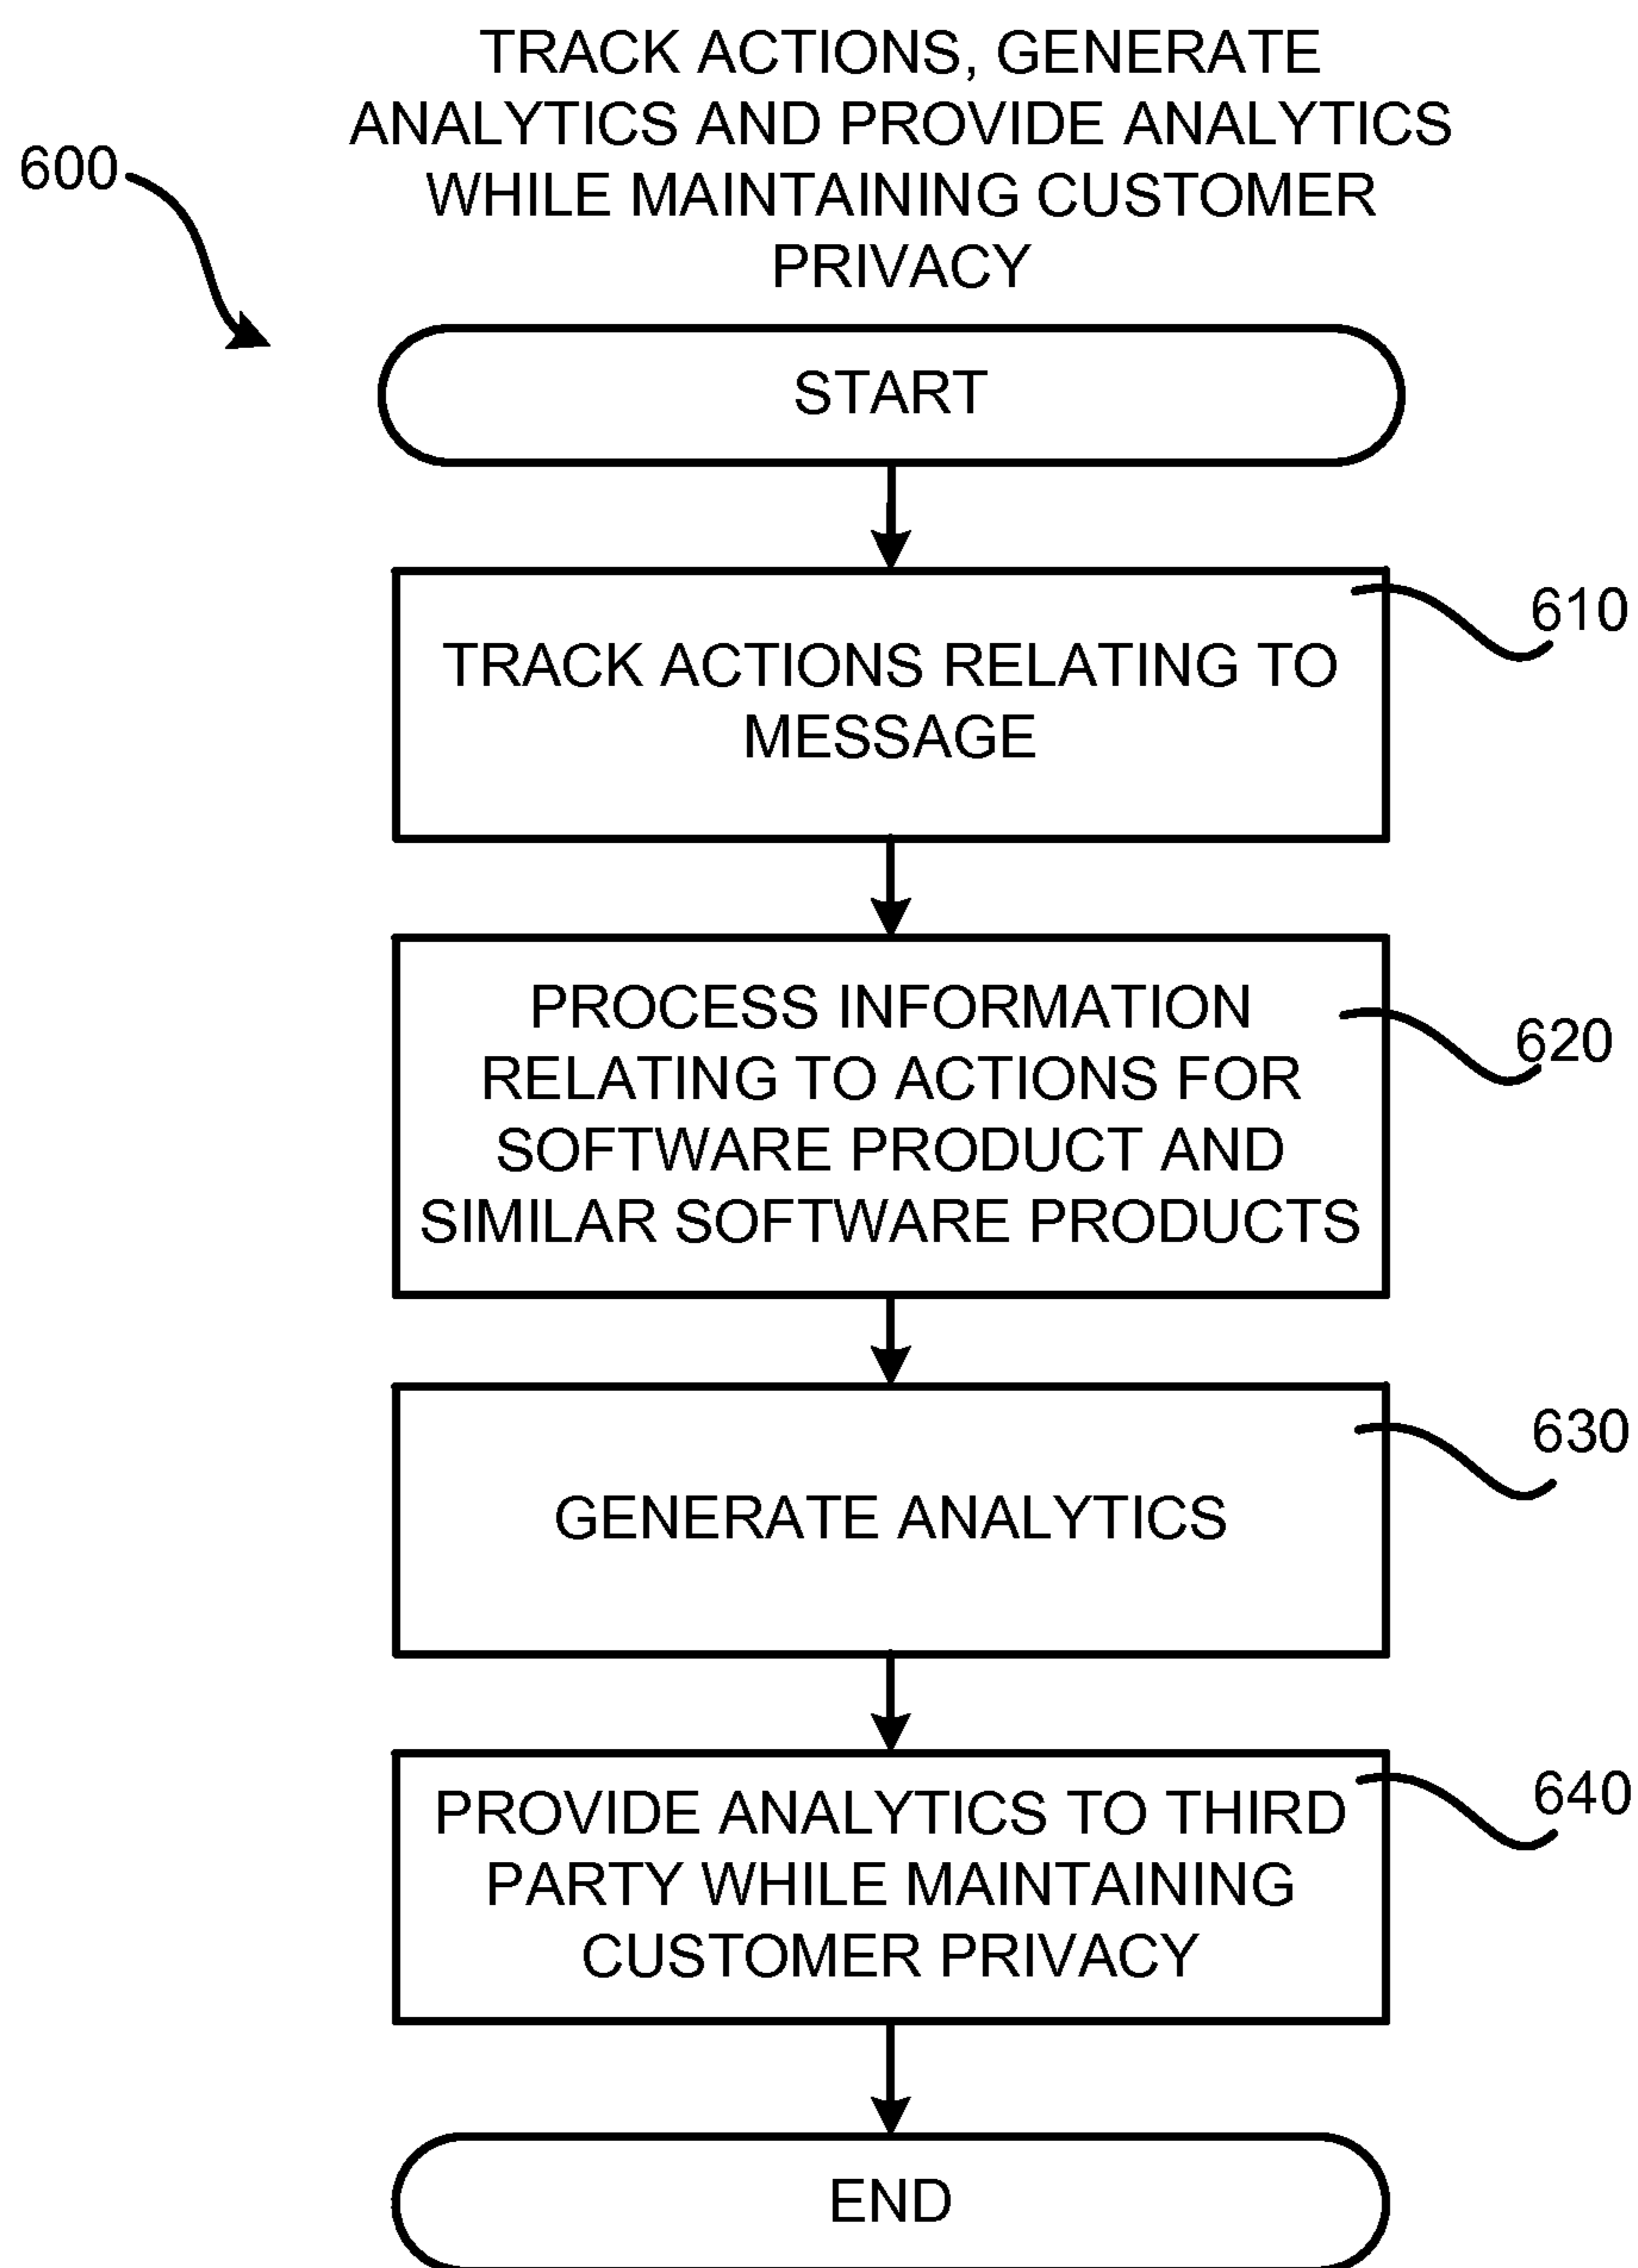 TRACK ACTIONS, GENERATE
ANALYTICS AND PROVIDE ANALYTICS
WHILE MAINTAINING CUSTOMER
PRIVACY
600
START
610
TRACK ACTIONS RELATING TO
MESSAGE
PROCESS INFORMATION
620
RELATING TO ACTIONS FOR
SOFTWARE PRODUCT AND
SIMILAR SOFTWARE PRODUCTS
630
GENERATE ANALYTICS
640
PROVIDE ANALYTICS TO THIRD
PARTY WHILE MAINTAINING
CUSTOMER PRIVACY
END